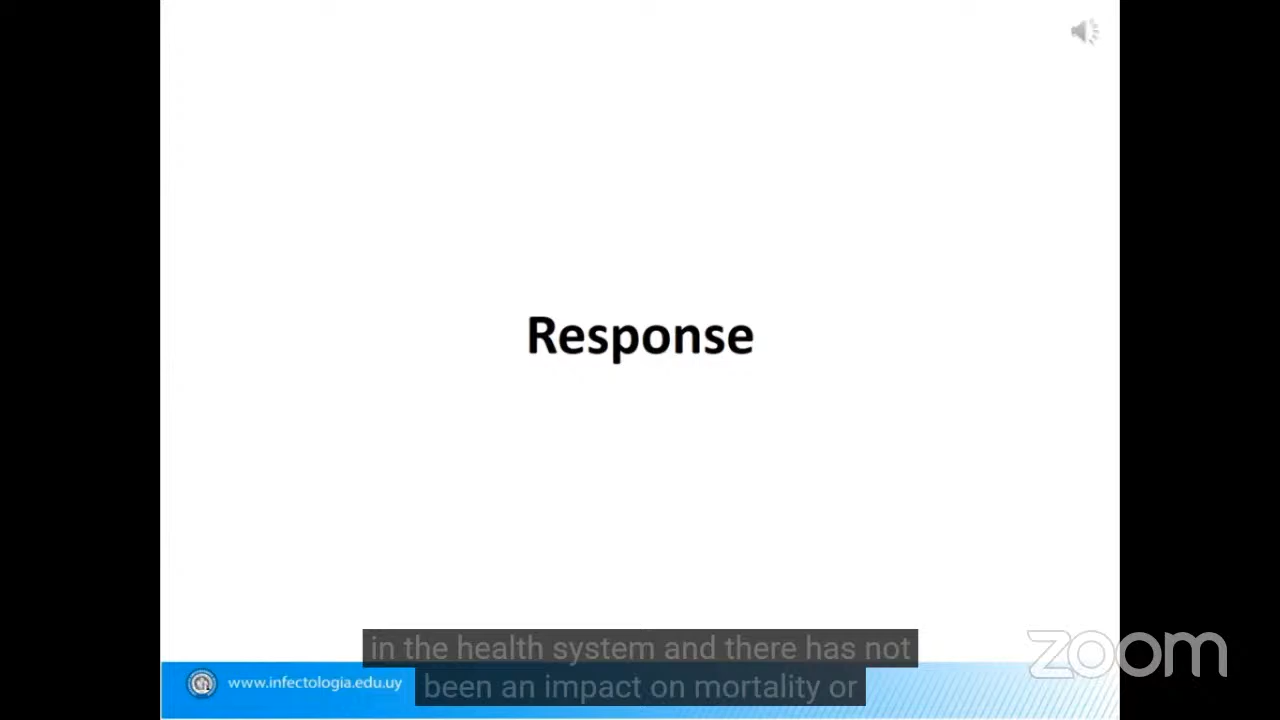 Response
in the health system and there has not
been an impact on mortality or
www.infectologia.edu.uy
zoom